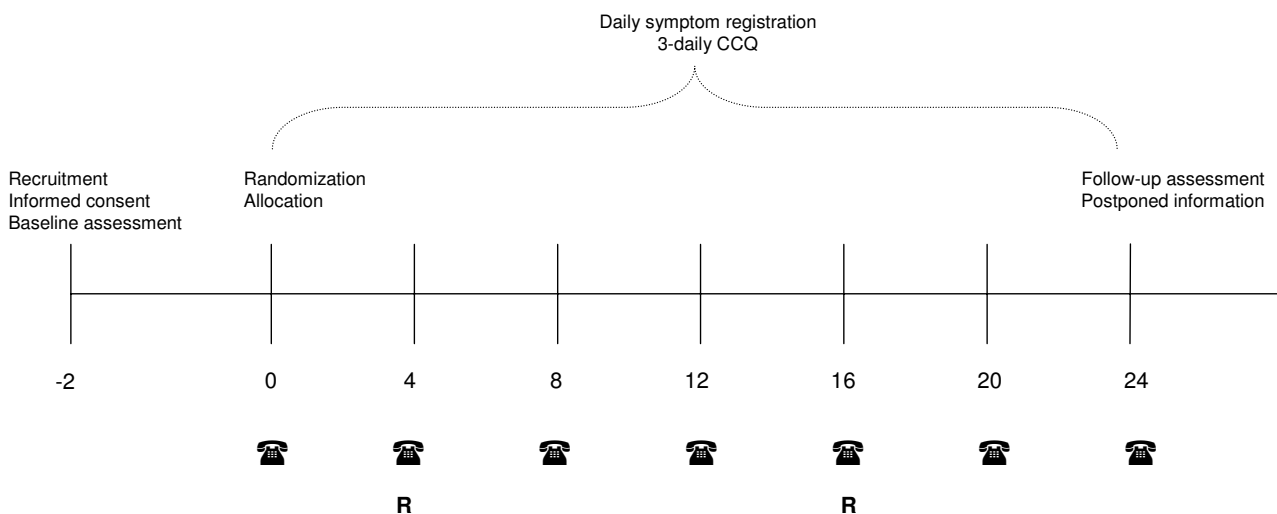 Daily symptom registration
3-daily CCQ
Recruitment
Informed consent
Baseline assessment
Randomization
Allocation
Follow-up assessment
Postponed information
-2 0 4 8 12 16 20 24
R R